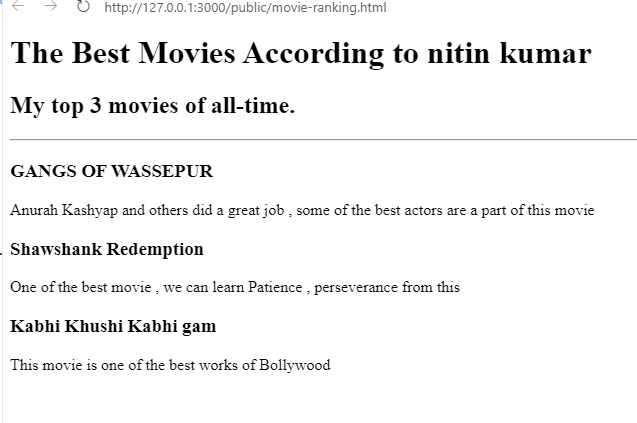 http://127.0.0.1:3000/public/movie-ranking.html
The Best Movies According to nitin kumar
My top 3 movies of all-time.
GANGS OF WASSEPUR
Anurah Kashyap and others did a great job , some of the best actors are a part of this movie
Shawshank Redemption
One of the best movie , we can learn Patience , perseverance from this
Kabhi Khushi Kabhi gam
This movie is one of the best works of Bollywood